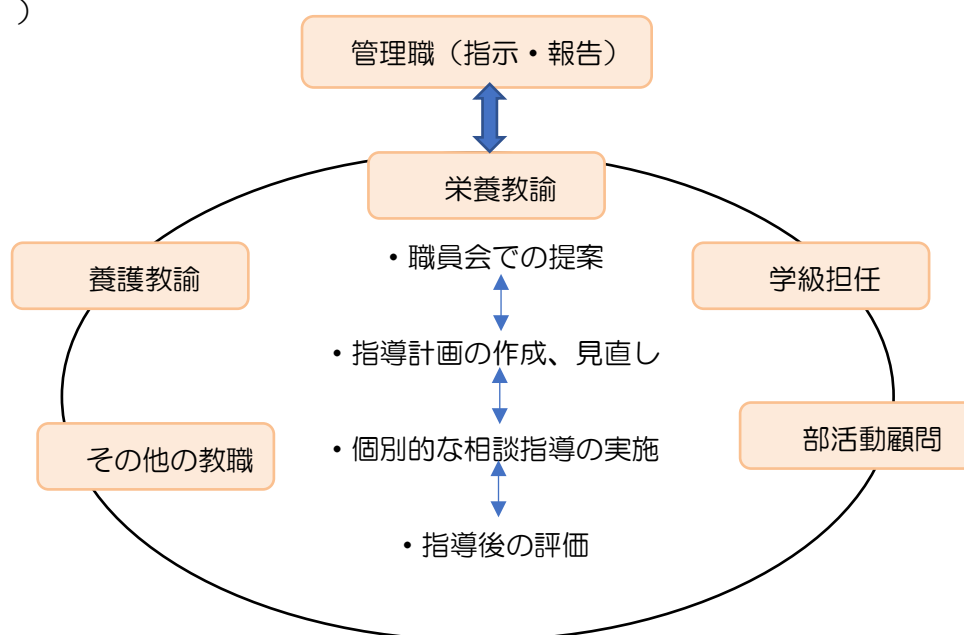 ）
管理職（指示・報告）
栄養教諭
・職員会での提案
養護教諭
学級担任
・指導計画の作成、見直し
部活動顧問
・個別的な相談指導の実施
その他の教職
・指導後の評価